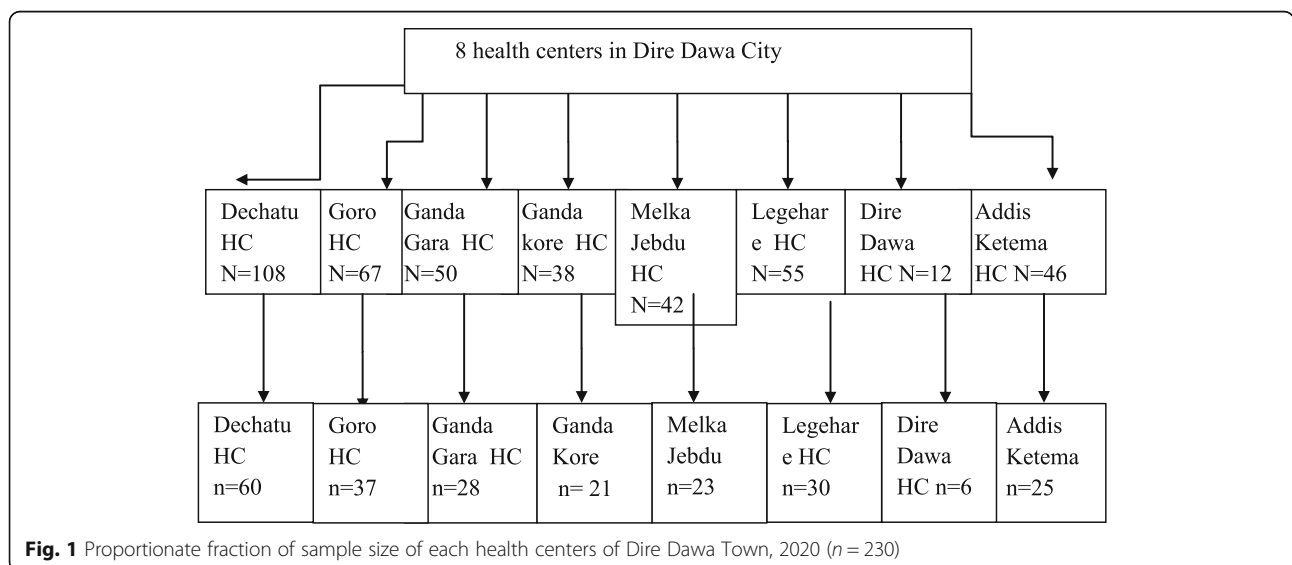 8 health centers in Dire Dawa City
Dechatu
HC
N=108
Goro
HC
N=67
Ganda
Gara HC
N=50
Ganda
kore HC
N=38
Melka
Jebdu
HC
N=42
Legehar
e HC
N=55
Dire
Dawa
HC N=12
Addis
Ketema
HC N=46
Dechatu
HC
n=60
Goro
HC
n=37
Ganda
Gara HC
n=28
Ganda
Kore
n= 21
Melka
Jebdu
n=23
Legehar
e HC
n=30
Dire
Dawa
HC n=6
Addis
Ketema
n=25
Fig. 1 Proportionate fraction of sample size of each health centers of Dire Dawa Town, 2020 (n = 230)